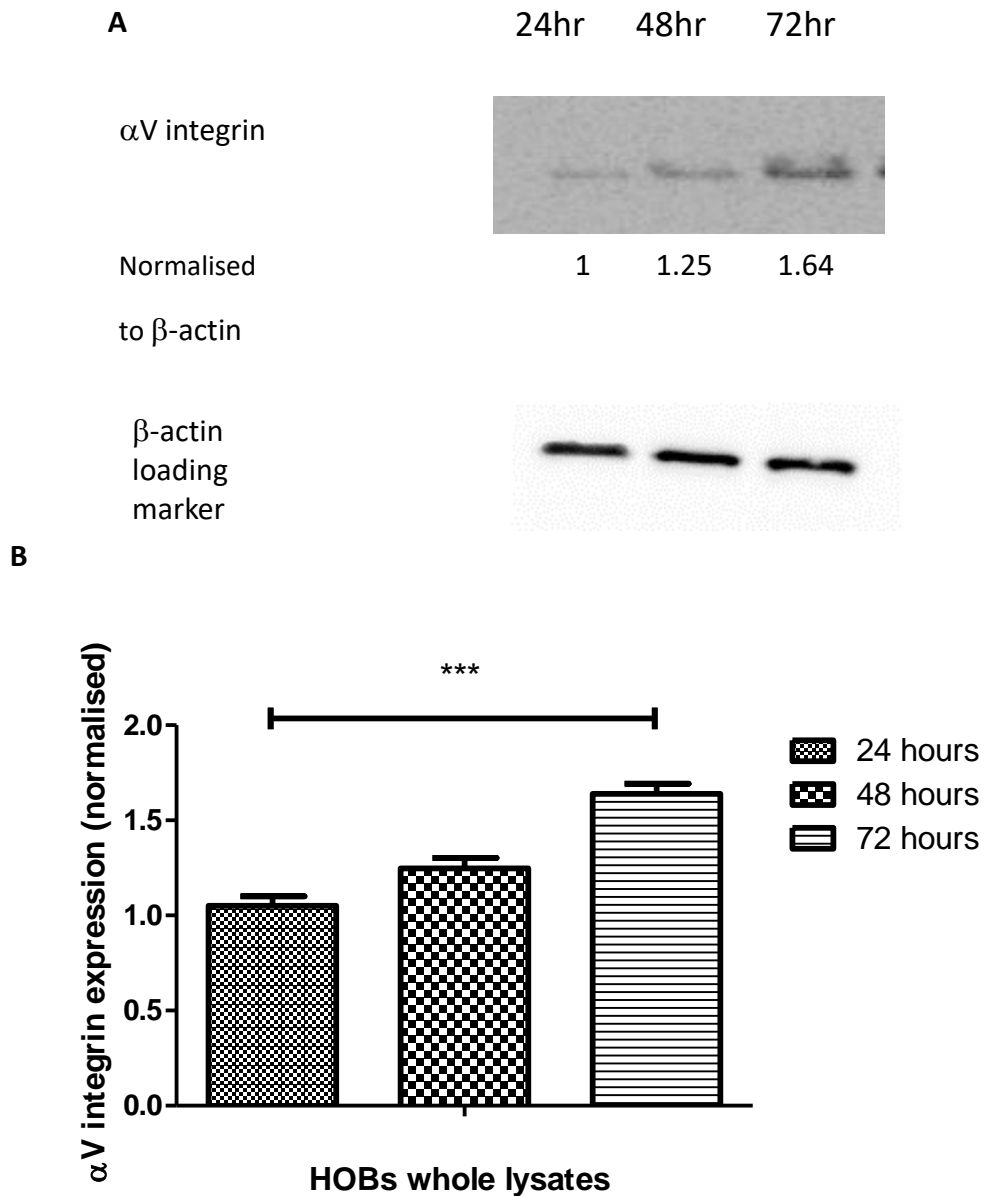 A
24hr 48hr 72hr
αV integrin
Normalised 1 1.25 1.64
to β-actin
β-actin
loading
marker
B
***
αV integrin expression (normalised)
2.0
1.5
1.0
0.5
0.0
24 hours
48 hours
72 hours
HOBs whole lysates